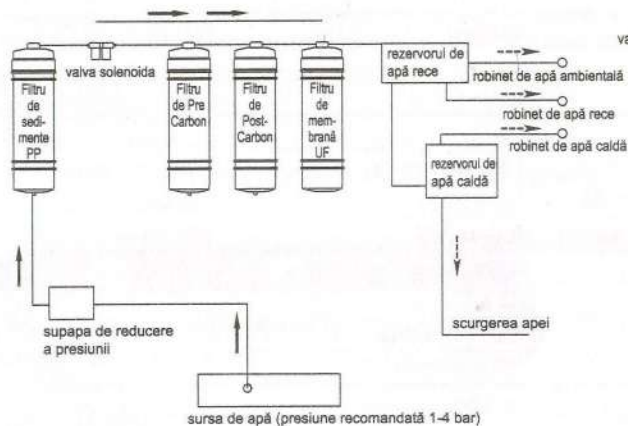 va
valva solenoida
rezervorul de
apă rece
robinet de apă ambientală
robinet de apă rece
robinet de apă caldă
Filtru
de
sedi-
mente
PP
Filtru
de Pre
Carbon
Filtru
de
Post-
Carbon
Filtru
de
mem-
brană
UF
rezervorul de
apă caldă
supapa de reducere
a presiunii
scurgerea apei
sursa de apă (presiune recomandată 1-4 bar)